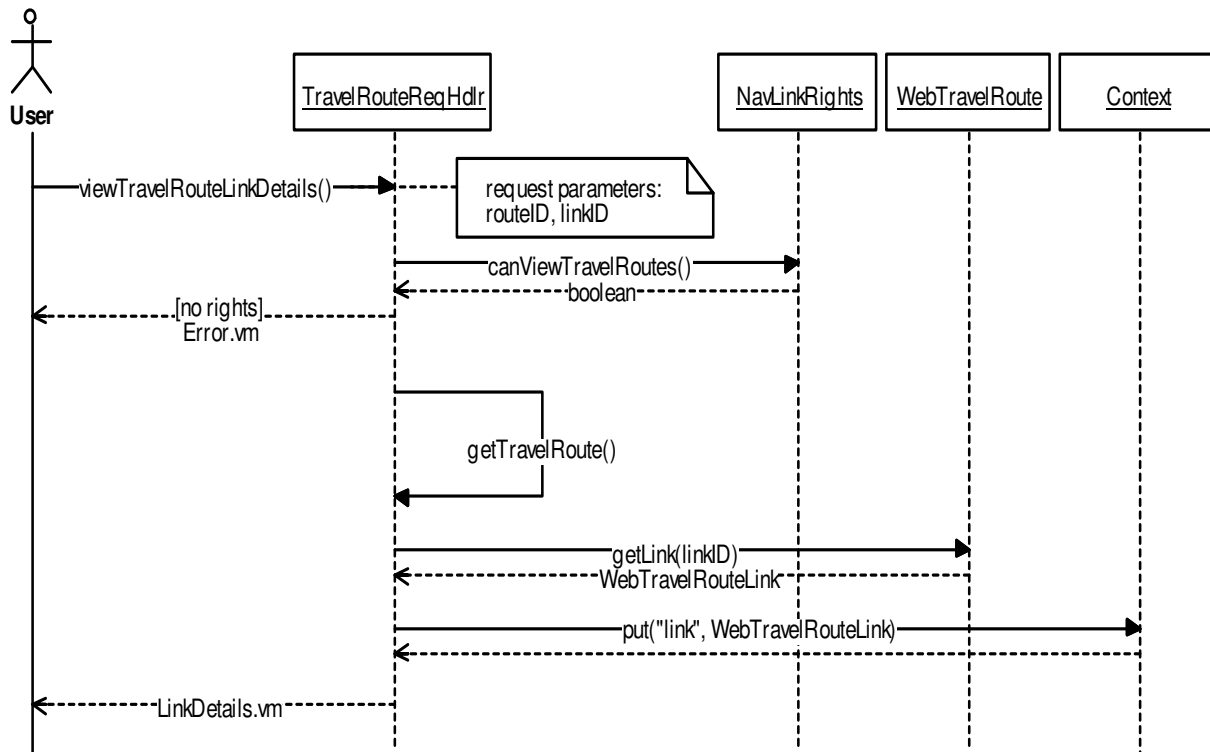 User
TravelRouteReqHdlr
NavLinkRights
WebTravelRoute
Context
viewTravelRouteLinkDetails()
request parameters:
routeID, linkID
canViewTravelRoutes()
boolean
[no rights]
Error.vm
getTravelRoute()
getLink(linkID)
WebTravelRouteLink
put("link", WebTravelRouteLink)
LinkDetails.vm